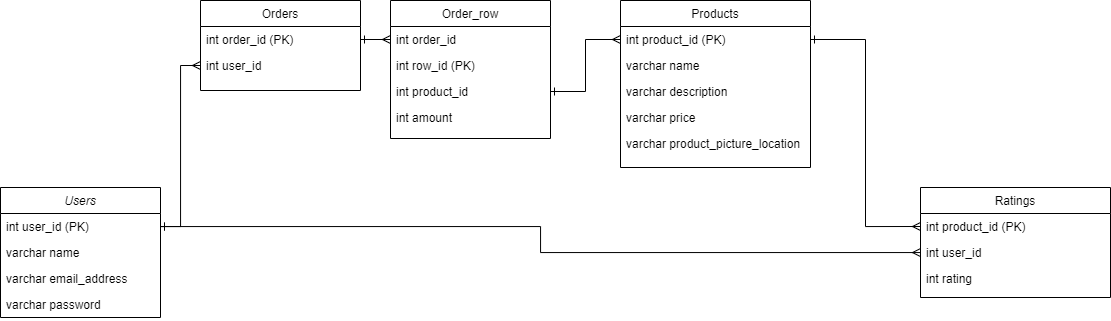 Orders
int order_id (PK)
int user_id
Order_row
int order_id
int row_id (PK)
int product_id
int amount
Products
int product_id (PK)
varchar name
varchar description
varchar price
varchar product_picture_location
Users
int user_id (PK)
varchar name
varchar email_address
varchar password
Ratings
int product_id (PK)
int user_id
int rating